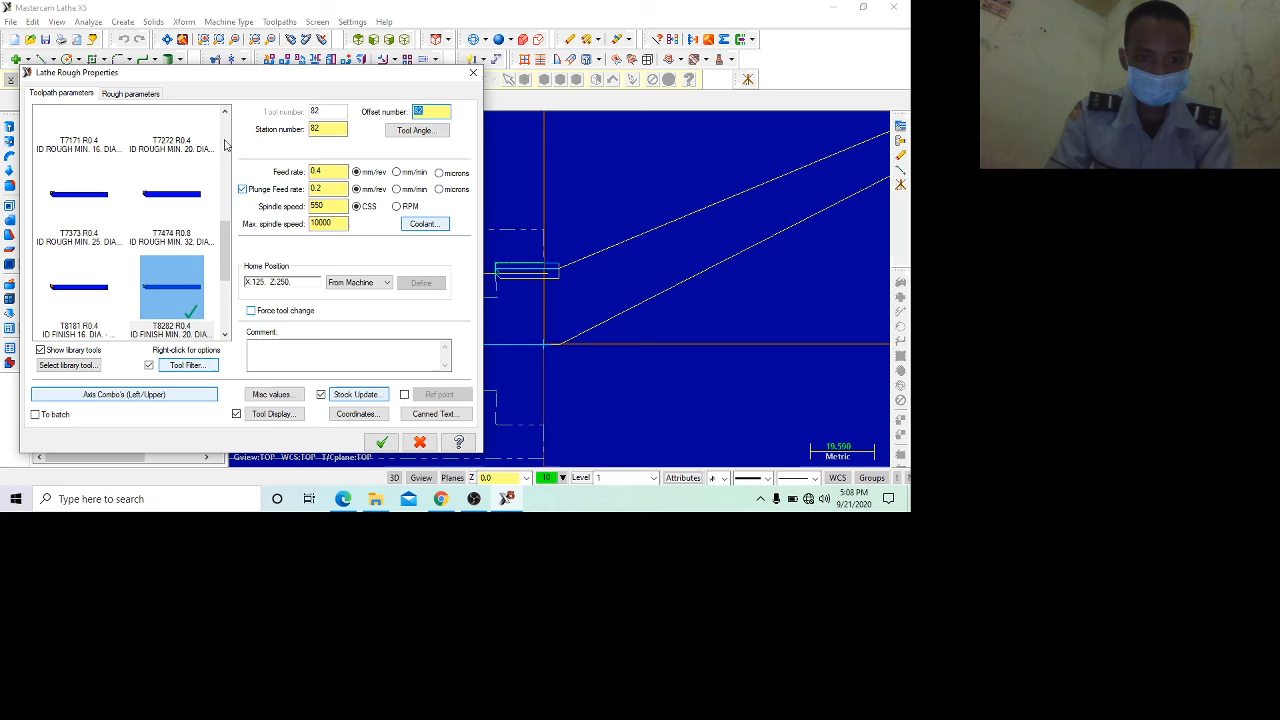 Mastercam Lathe X5
File Edit View Analyze Create Solids Xform Machine Type Toolpaths Screen Settings Help
Lathe Rough Properties
Toolpath parameters Rough parameters
Tool number: 82 Offset number: 82
Station number: 82 Tool Angle...
T7171 R0.4 T7272 R0.4
ID ROUGH MIN. 16. DIA... ID ROUGH MIN. 20. DIA...
Feed rate: 0.4 mm/rev mm/min microns
Plunge Feed rate: 0.2 mm/rev mm/min microns
Spindle speed: 550 CSS RPM
Max. spindle speed: 10000 Coolant...
T7373 R0.4 T7474 R0.8
ID ROUGH MIN. 25. DIA... ID ROUGH MIN. 32. DIA...
Home Position
X:125. Z:250. From Machine Define
Force tool change
T8181 R0.4 T8282 R0.4
ID FINISH 16. DIA. - ... ID FINISH MIN. 20. DIA...
Comment:
Show library tools Right-click for options
Select library tool... Tool Filter...
Axis Combo's (Left/Upper) Misc values... Stock Update... Ref point
To batch Tool Display... Coordinates... Canned Text...
19.590
Metric
Gview:TOP WCS:TOP T/Cplane:TOP
3D Gview Planes Z 0.0 10 Level 1 Attributes WCS Groups
Type here to search
5:08 PM
9/21/2020